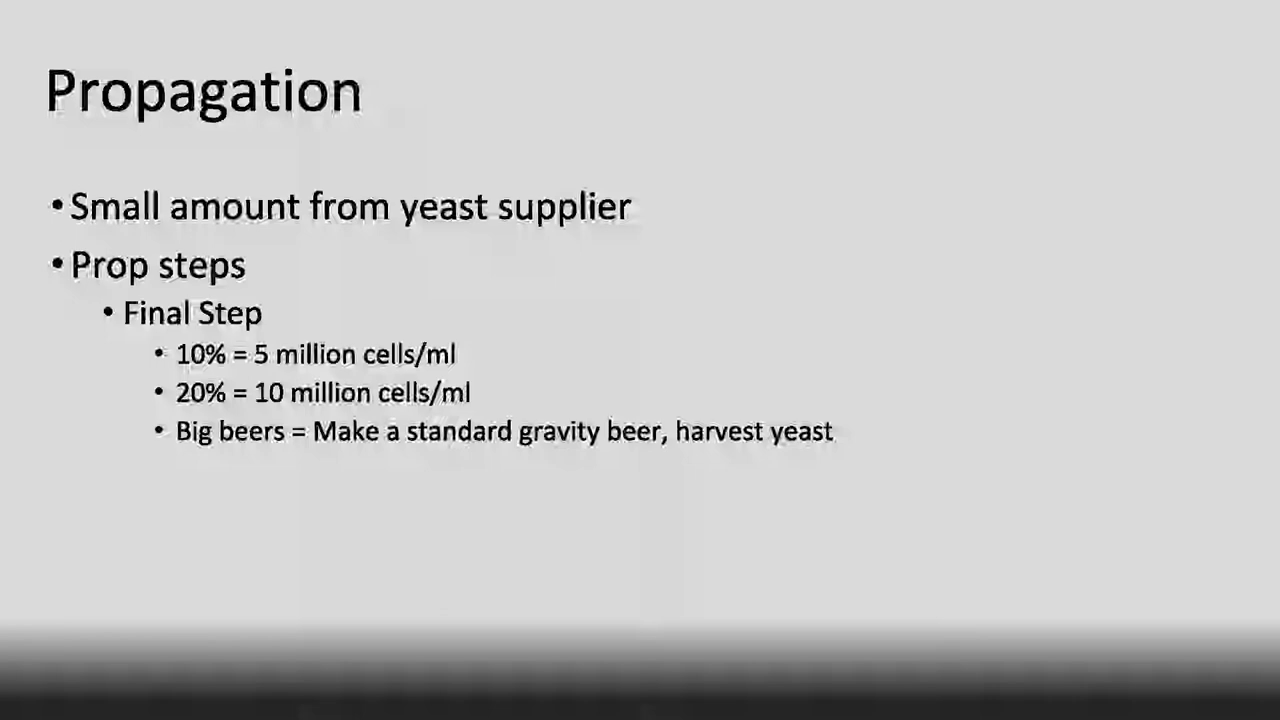 Propagation
• Small amount from yeast supplier
• Prop steps
• Final Step
• 10% = 5 million cells/ml
• 20% = 10 million cells/ml
• Big beers = Make a standard gravity beer, harvest yeast